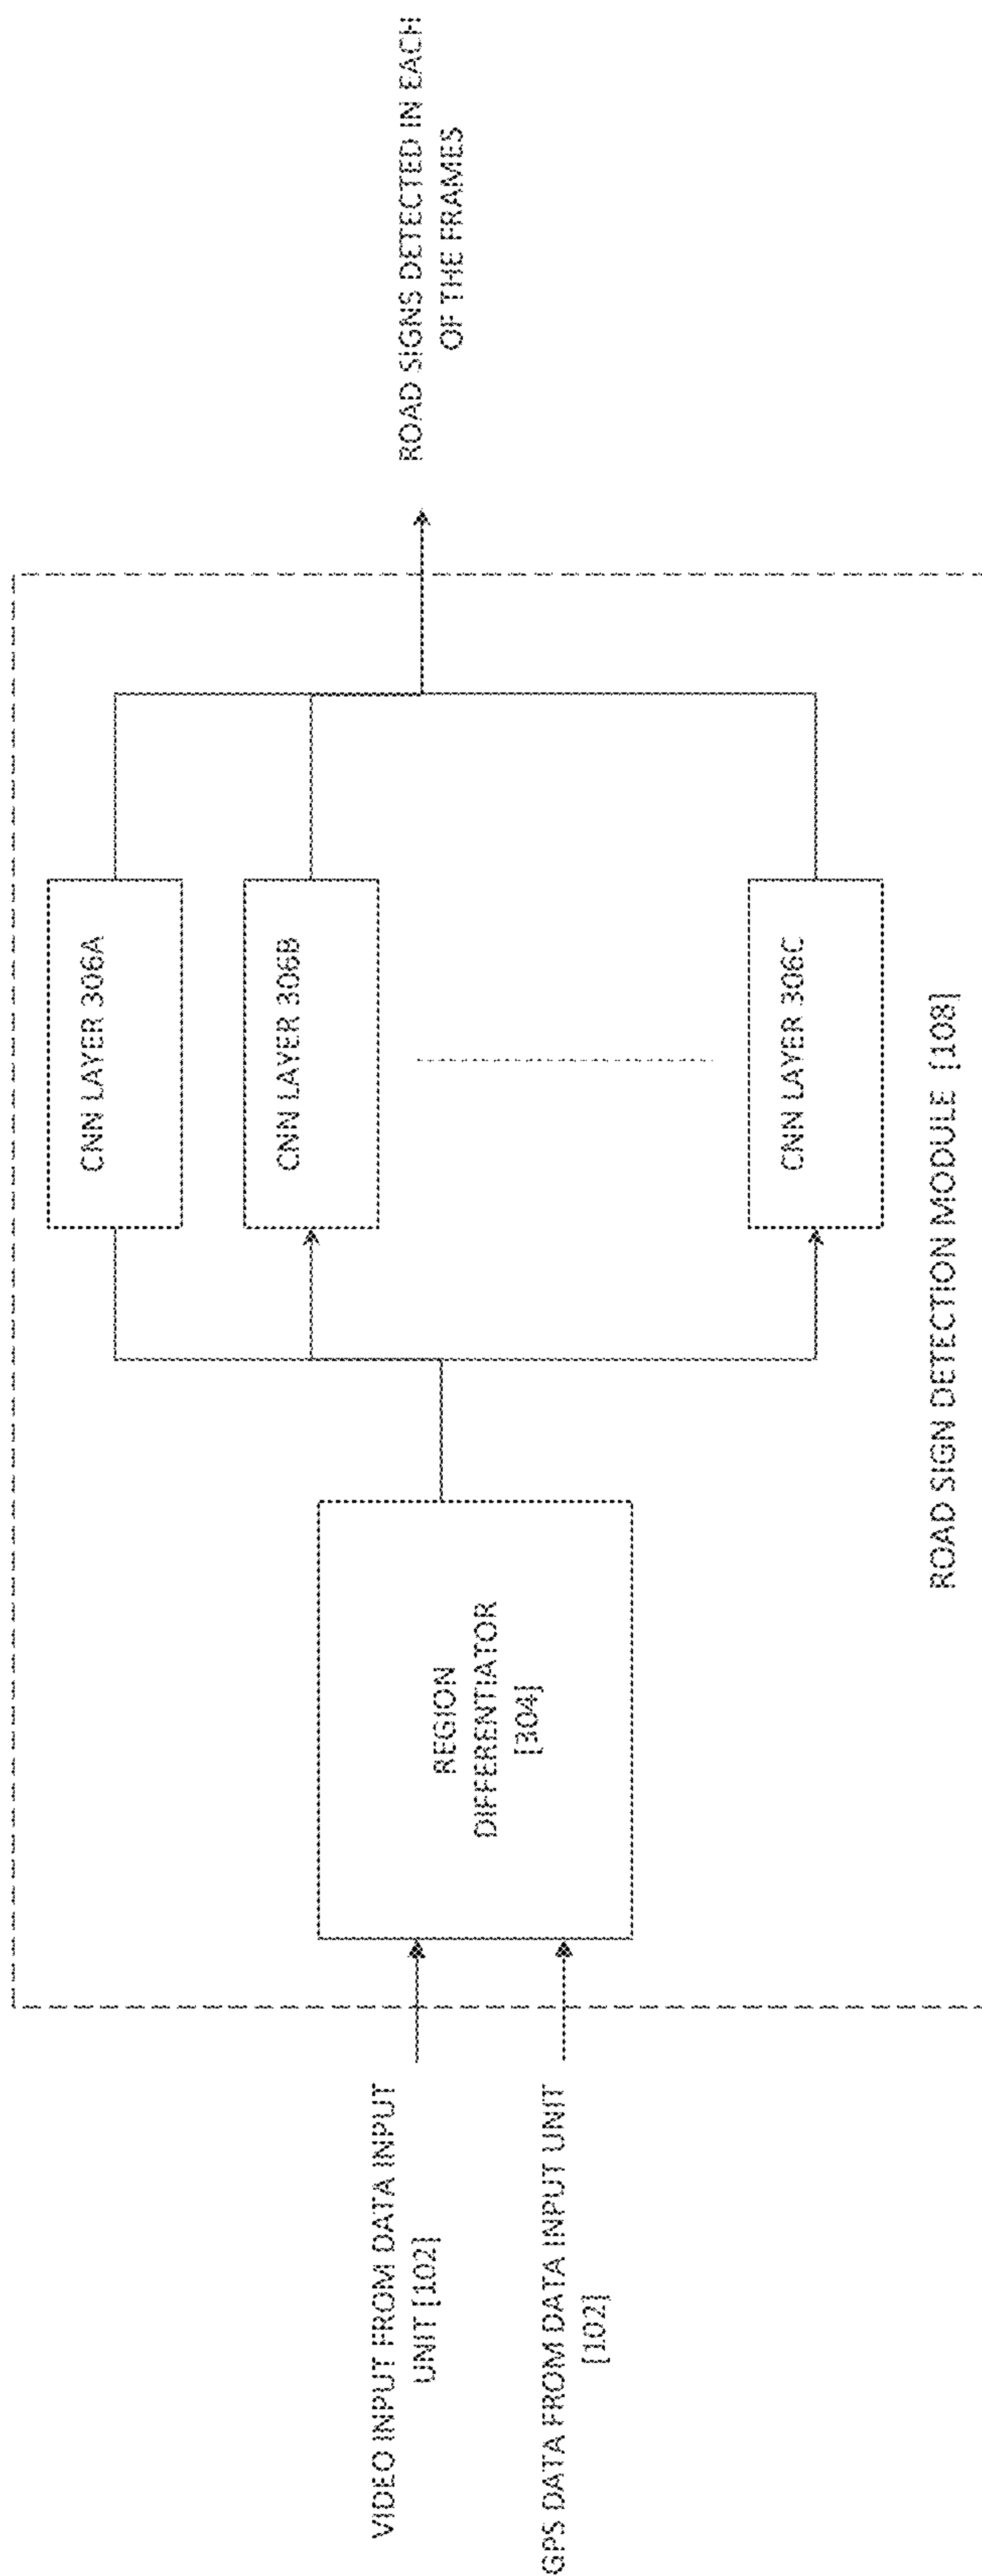 VIDEO INPUT FROM DATA INPUT
UNIT [102]
GPS DATA FROM DATA INPUT UNIT
[102]
REGION
DIFFERENTIATOR
[304]
CNN LAYER 306A
CNN LAYER 306B
CNN LAYER 306C
ROAD SIGN DETECTION MODULE [108]
ROAD SIGNS DETECTED IN EACH
OF THE FRAMES